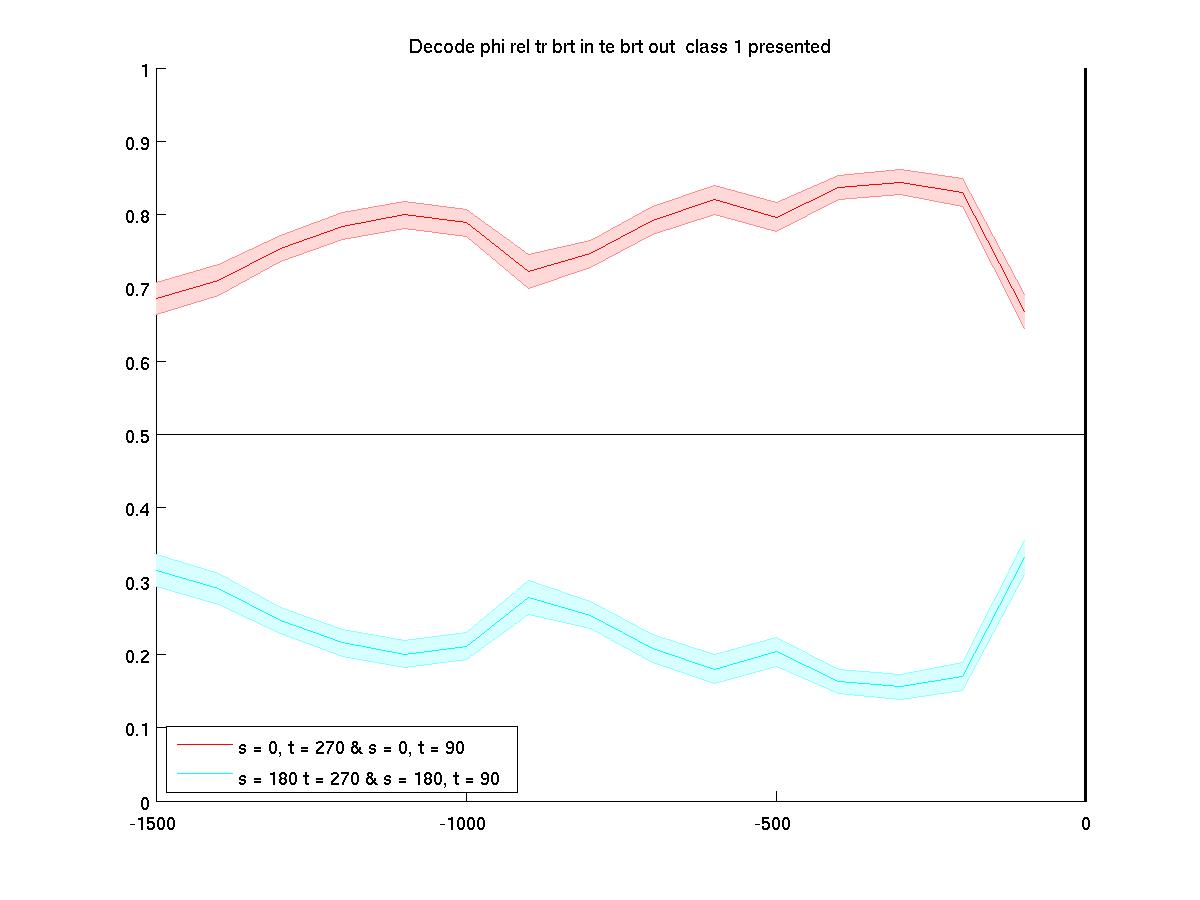 Decode phi rel tr brt in te brt out  class 1 presented
1
0.9
0.8
0.7
0.6
0.5
0.4
0.3
0.2
0.1
0
s = 0, t = 270 & s = 0, t = 90
s = 180 t = 270 & s = 180, t = 90
-1500 -1000 -500 0